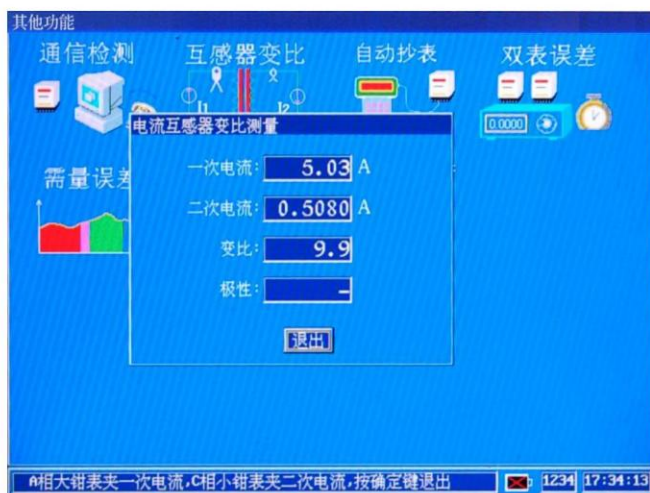 其他功能
通信检测 互感器变比 自动抄表 双表误差
I1 I2
0.0000
电流互感器变比测量
需量误差
一次电流: 5.03 A
二次电流: 0.5080 A
变比: 9.9
极性: −
退出
A相大钳表夹一次电流,C相小钳表夹二次电流,按确定键退出 1234 17:34:13